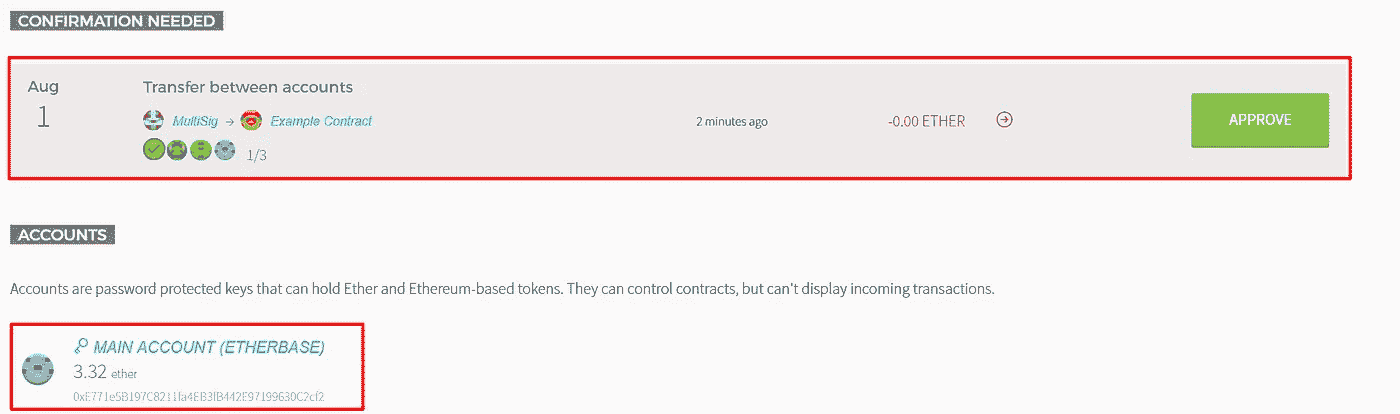 CONFIRMATION NEEDED
Aug
1
Transfer between accounts
MultiSig → Example Contract
1/3
2 minutes ago
-0.00 ETHER
APPROVE
ACCOUNTS
Accounts are password protected keys that can hold Ether and Ethereum-based tokens. They can control contracts, but can't display incoming transactions.
MAIN ACCOUNT (ETHERBASE)
3.32 ether